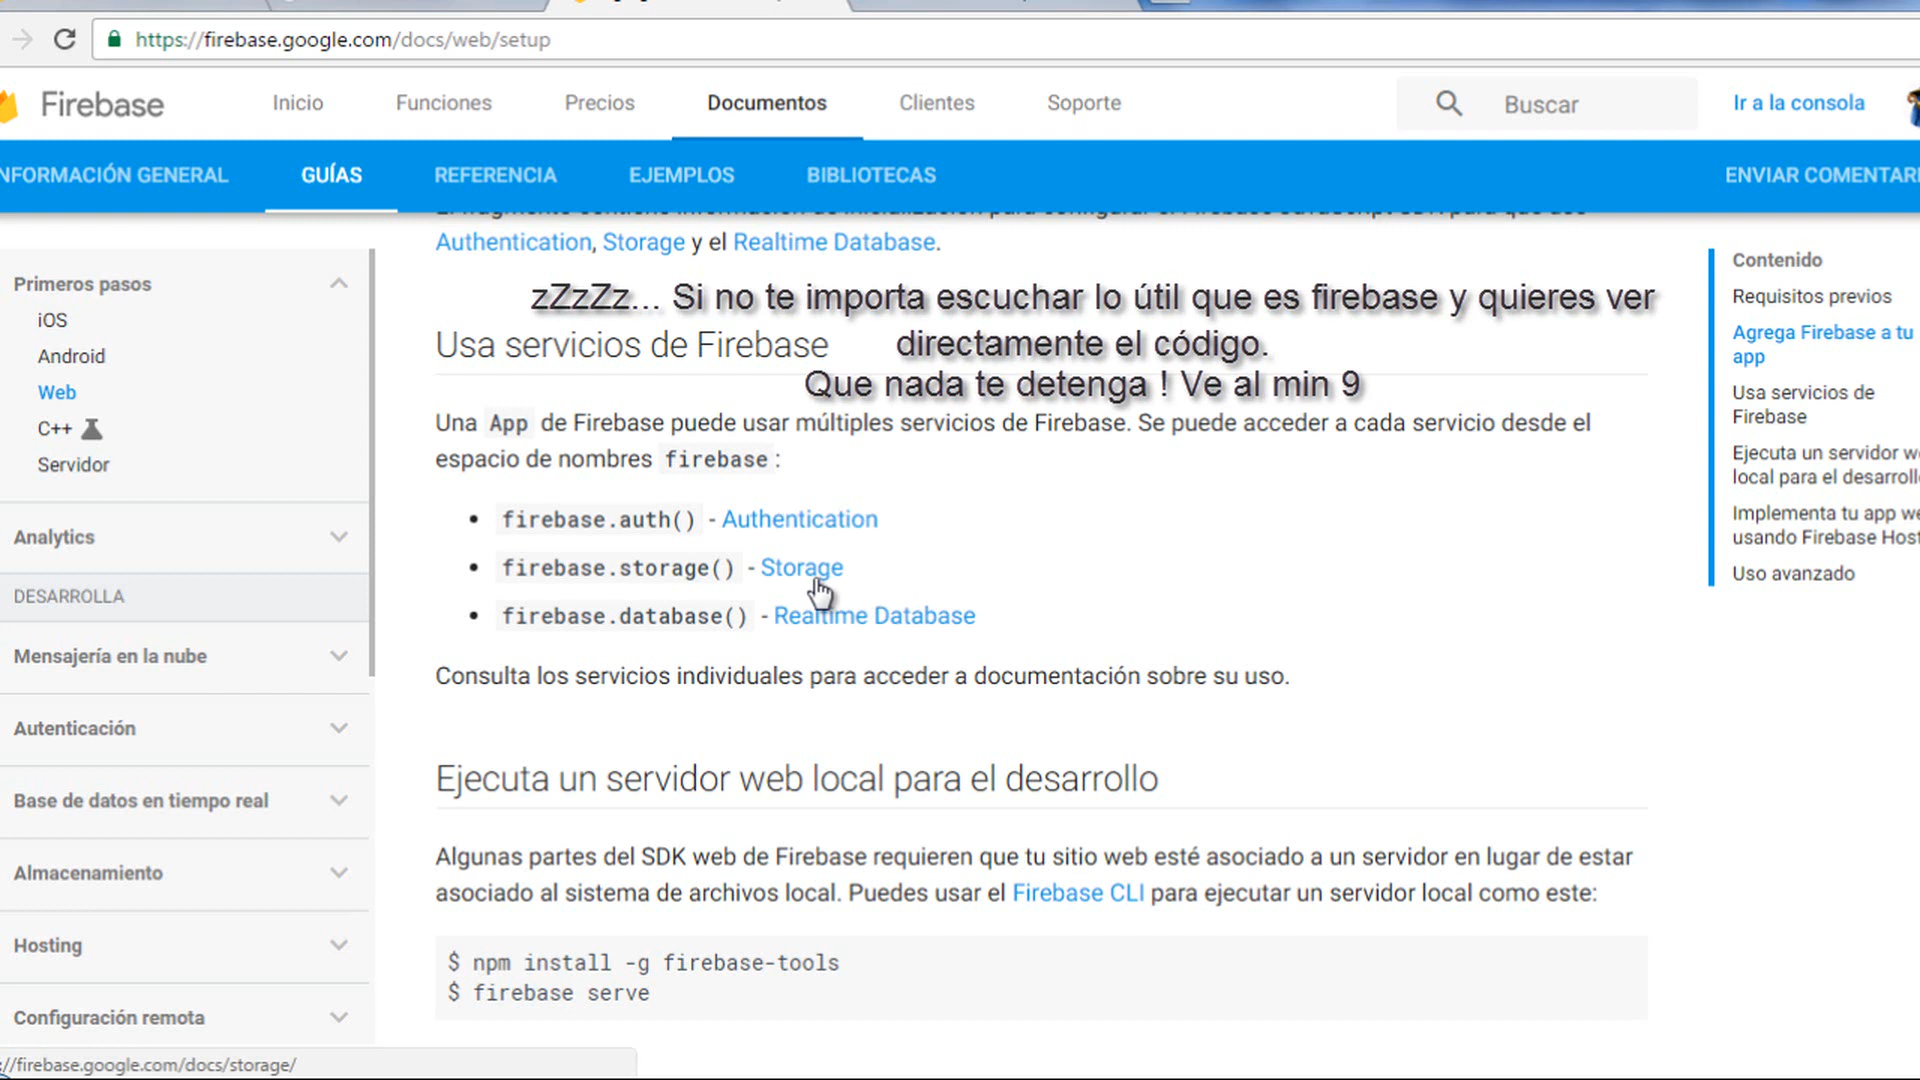 https://firebase.google.com/docs/web/setup
Firebase
Inicio
Funciones
Precios
Documentos
Clientes
Soporte
Buscar
Ir a la consola
NFORMACIÓN GENERAL
GUÍAS
REFERENCIA
EJEMPLOS
BIBLIOTECAS
ENVIAR COMENTARI
Primeros pasos
iOS
Android
Web
C++
Servidor
Analytics
DESARROLLA
Mensajería en la nube
Autenticación
Base de datos en tiempo real
Almacenamiento
Hosting
Configuración remota
Authentication, Storage y el Realtime Database.
zZzZz... Si no te importa escuchar lo útil que es firebase y quieres ver
directamente el código.
Que nada te detenga ! Ve al min 9
Usa servicios de Firebase
Una App de Firebase puede usar múltiples servicios de Firebase. Se puede acceder a cada servicio desde el
espacio de nombres firebase:
• firebase.auth() - Authentication
• firebase.storage() - Storage
• firebase.database() - Realtime Database
Consulta los servicios individuales para acceder a documentación sobre su uso.
Ejecuta un servidor web local para el desarrollo
Algunas partes del SDK web de Firebase requieren que tu sitio web esté asociado a un servidor en lugar de estar
asociado al sistema de archivos local. Puedes usar el Firebase CLI para ejecutar un servidor local como este:
$ npm install -g firebase-tools
$ firebase serve
Contenido
Requisitos previos
Agrega Firebase a tu
app
Usa servicios de
Firebase
Ejecuta un servidor we
local para el desarrollo
Implementa tu app we
usando Firebase Host
Uso avanzado
://firebase.google.com/docs/storage/